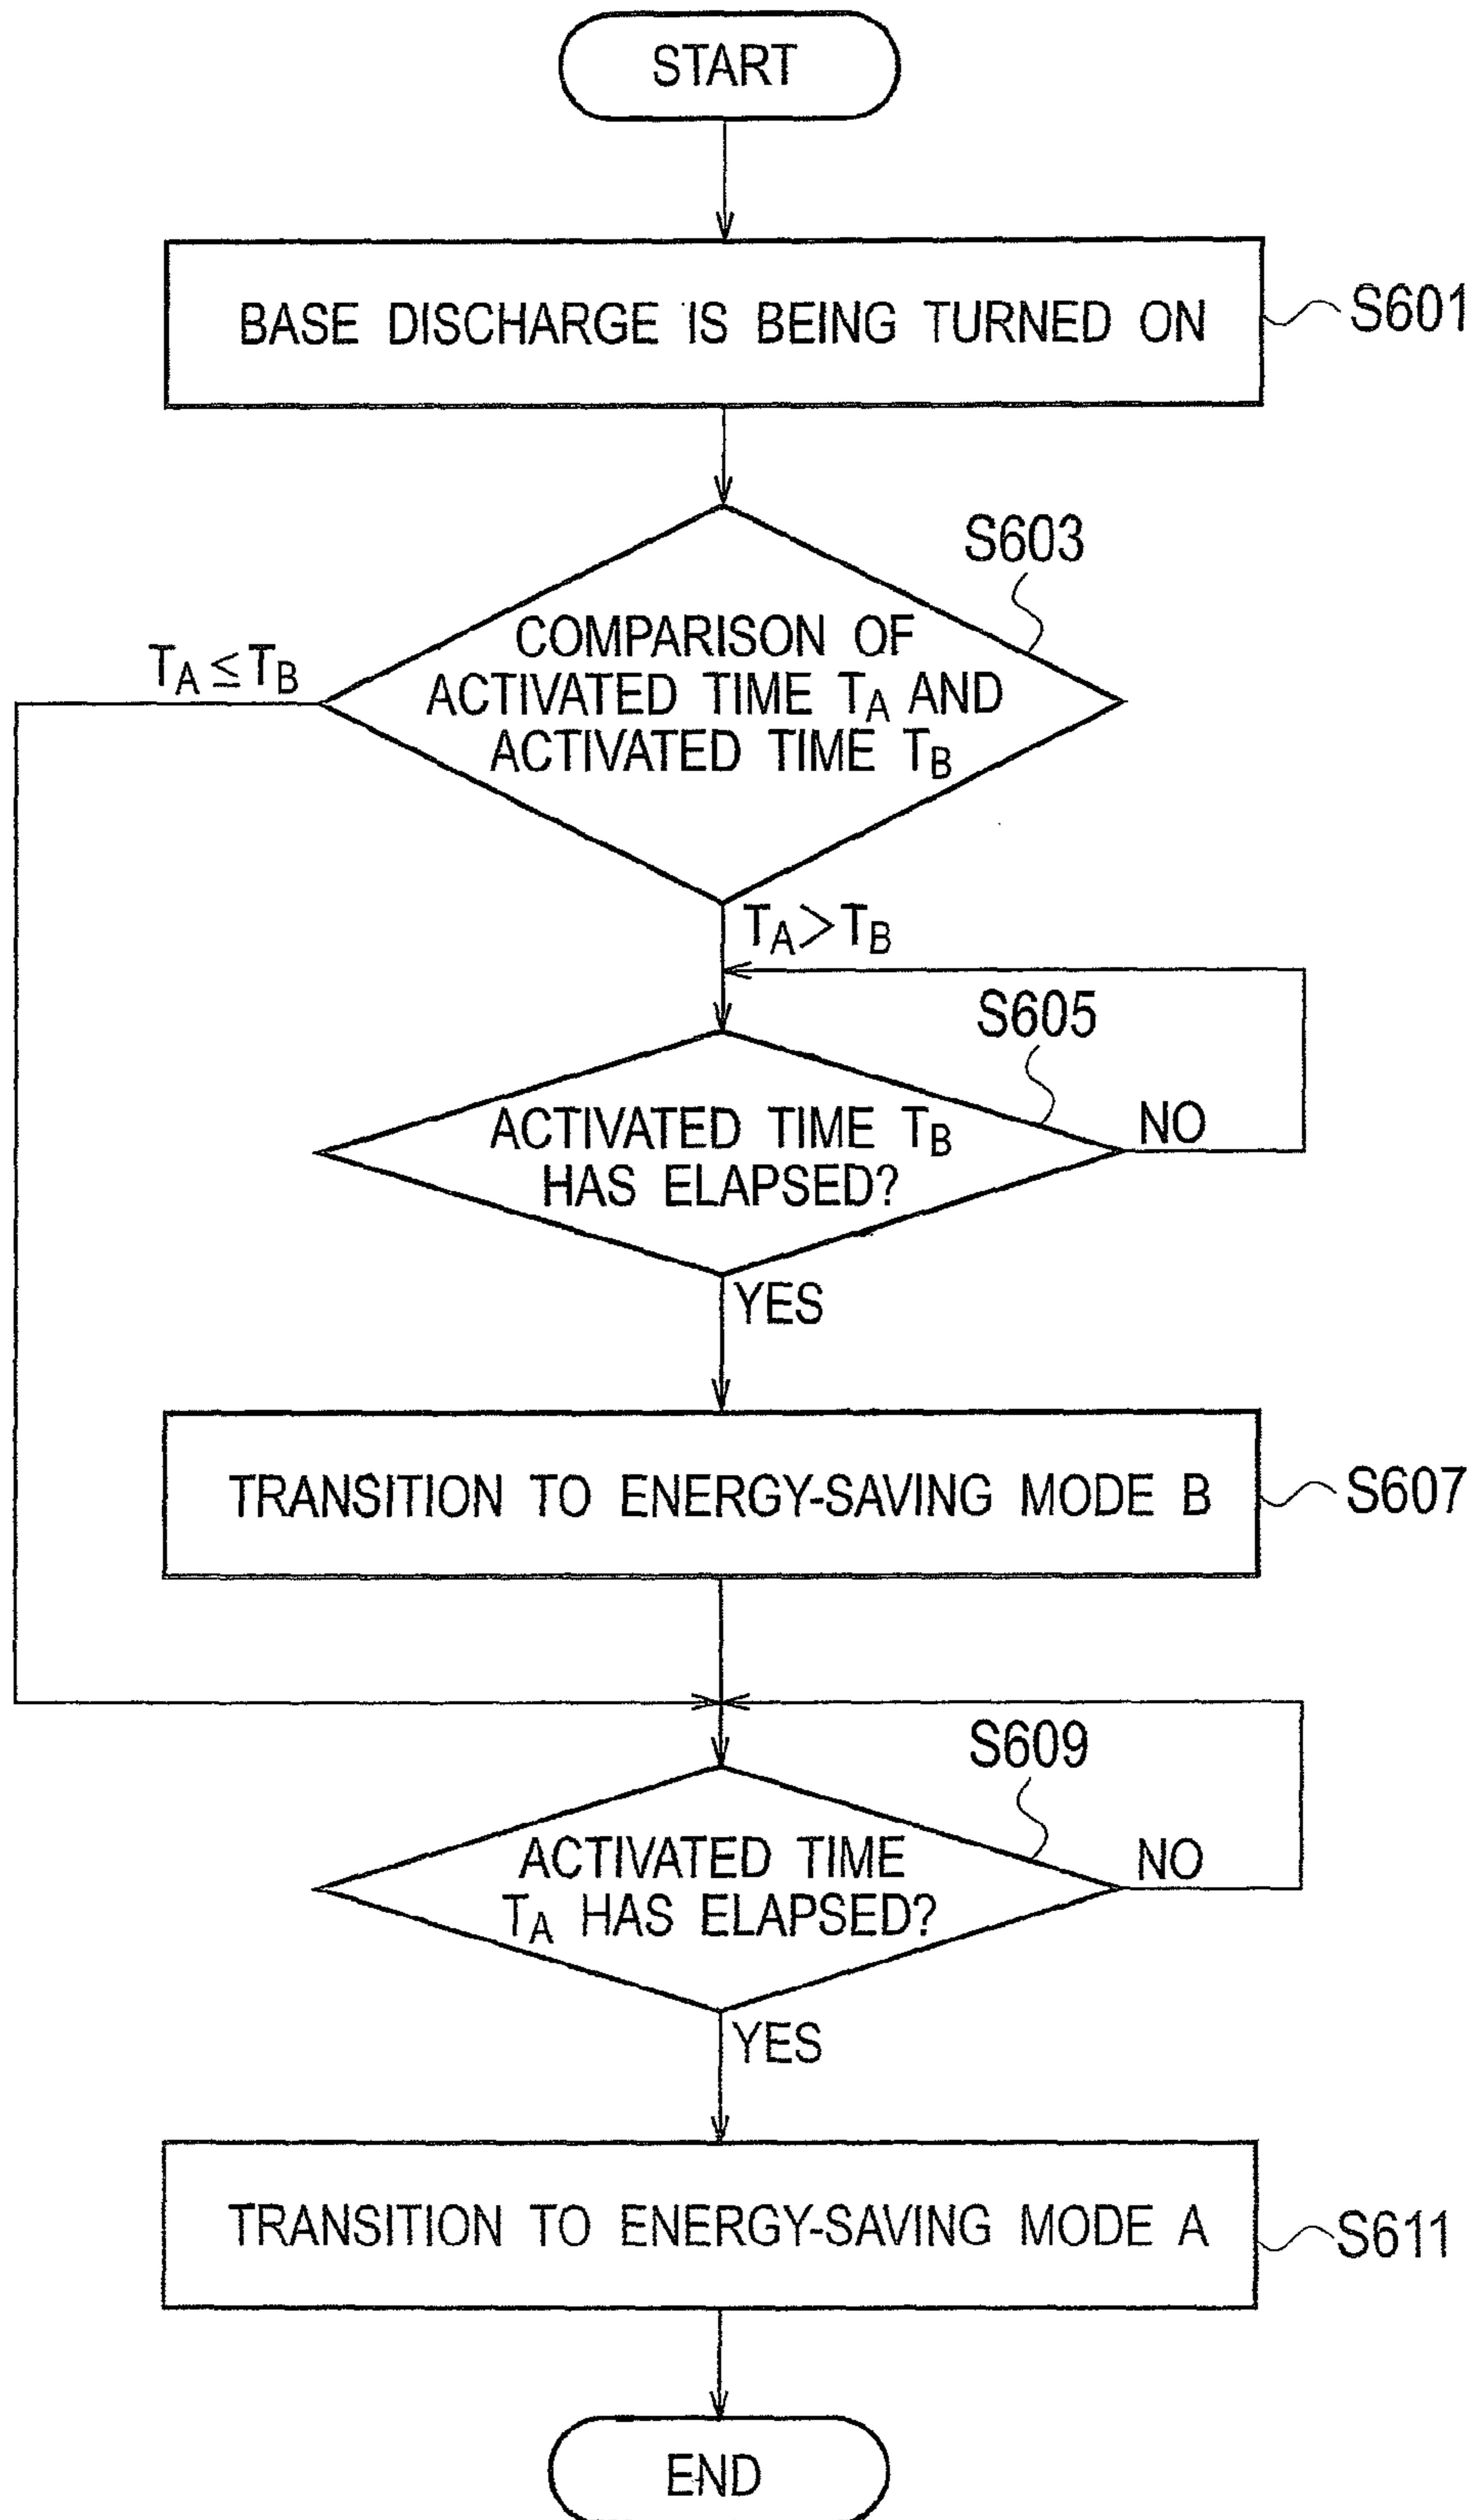 START
BASE DISCHARGE IS BEING TURNED ON
S601
S603
COMPARISON OF
ACTIVATED TIME TA AND
ACTIVATED TIME TB
TA≦TB
TA>TB
S605
ACTIVATED TIME TB
HAS ELAPSED?
NO
YES
TRANSITION TO ENERGY-SAVING MODE B
S607
S609
ACTIVATED TIME
TA HAS ELAPSED?
NO
YES
TRANSITION TO ENERGY-SAVING MODE A
S611
END